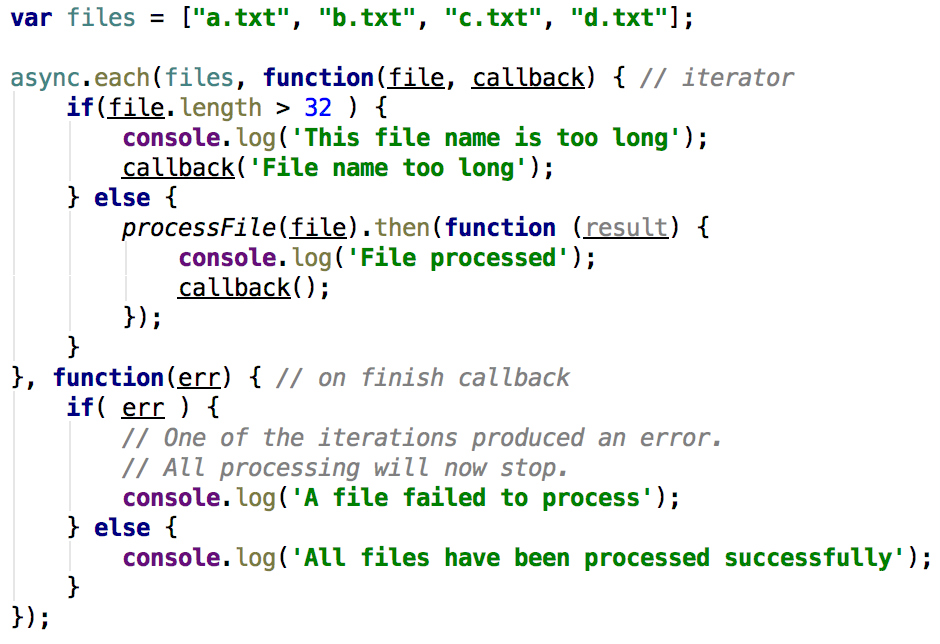 var files = ["a.txt", "b.txt", "c.txt", "d.txt"];

async.each(files, function(file, callback) { // iterator
    if(file.length > 32 ) {
        console.log('This file name is too long');
        callback('File name too long');
    } else {
        processFile(file).then(function (result) {
            console.log('File processed');
            callback();
        });
    }
}, function(err) { // on finish callback
    if( err ) {
        // One of the iterations produced an error.
        // All processing will now stop.
        console.log('A file failed to process');
    } else {
        console.log('All files have been processed successfully');
    }
});